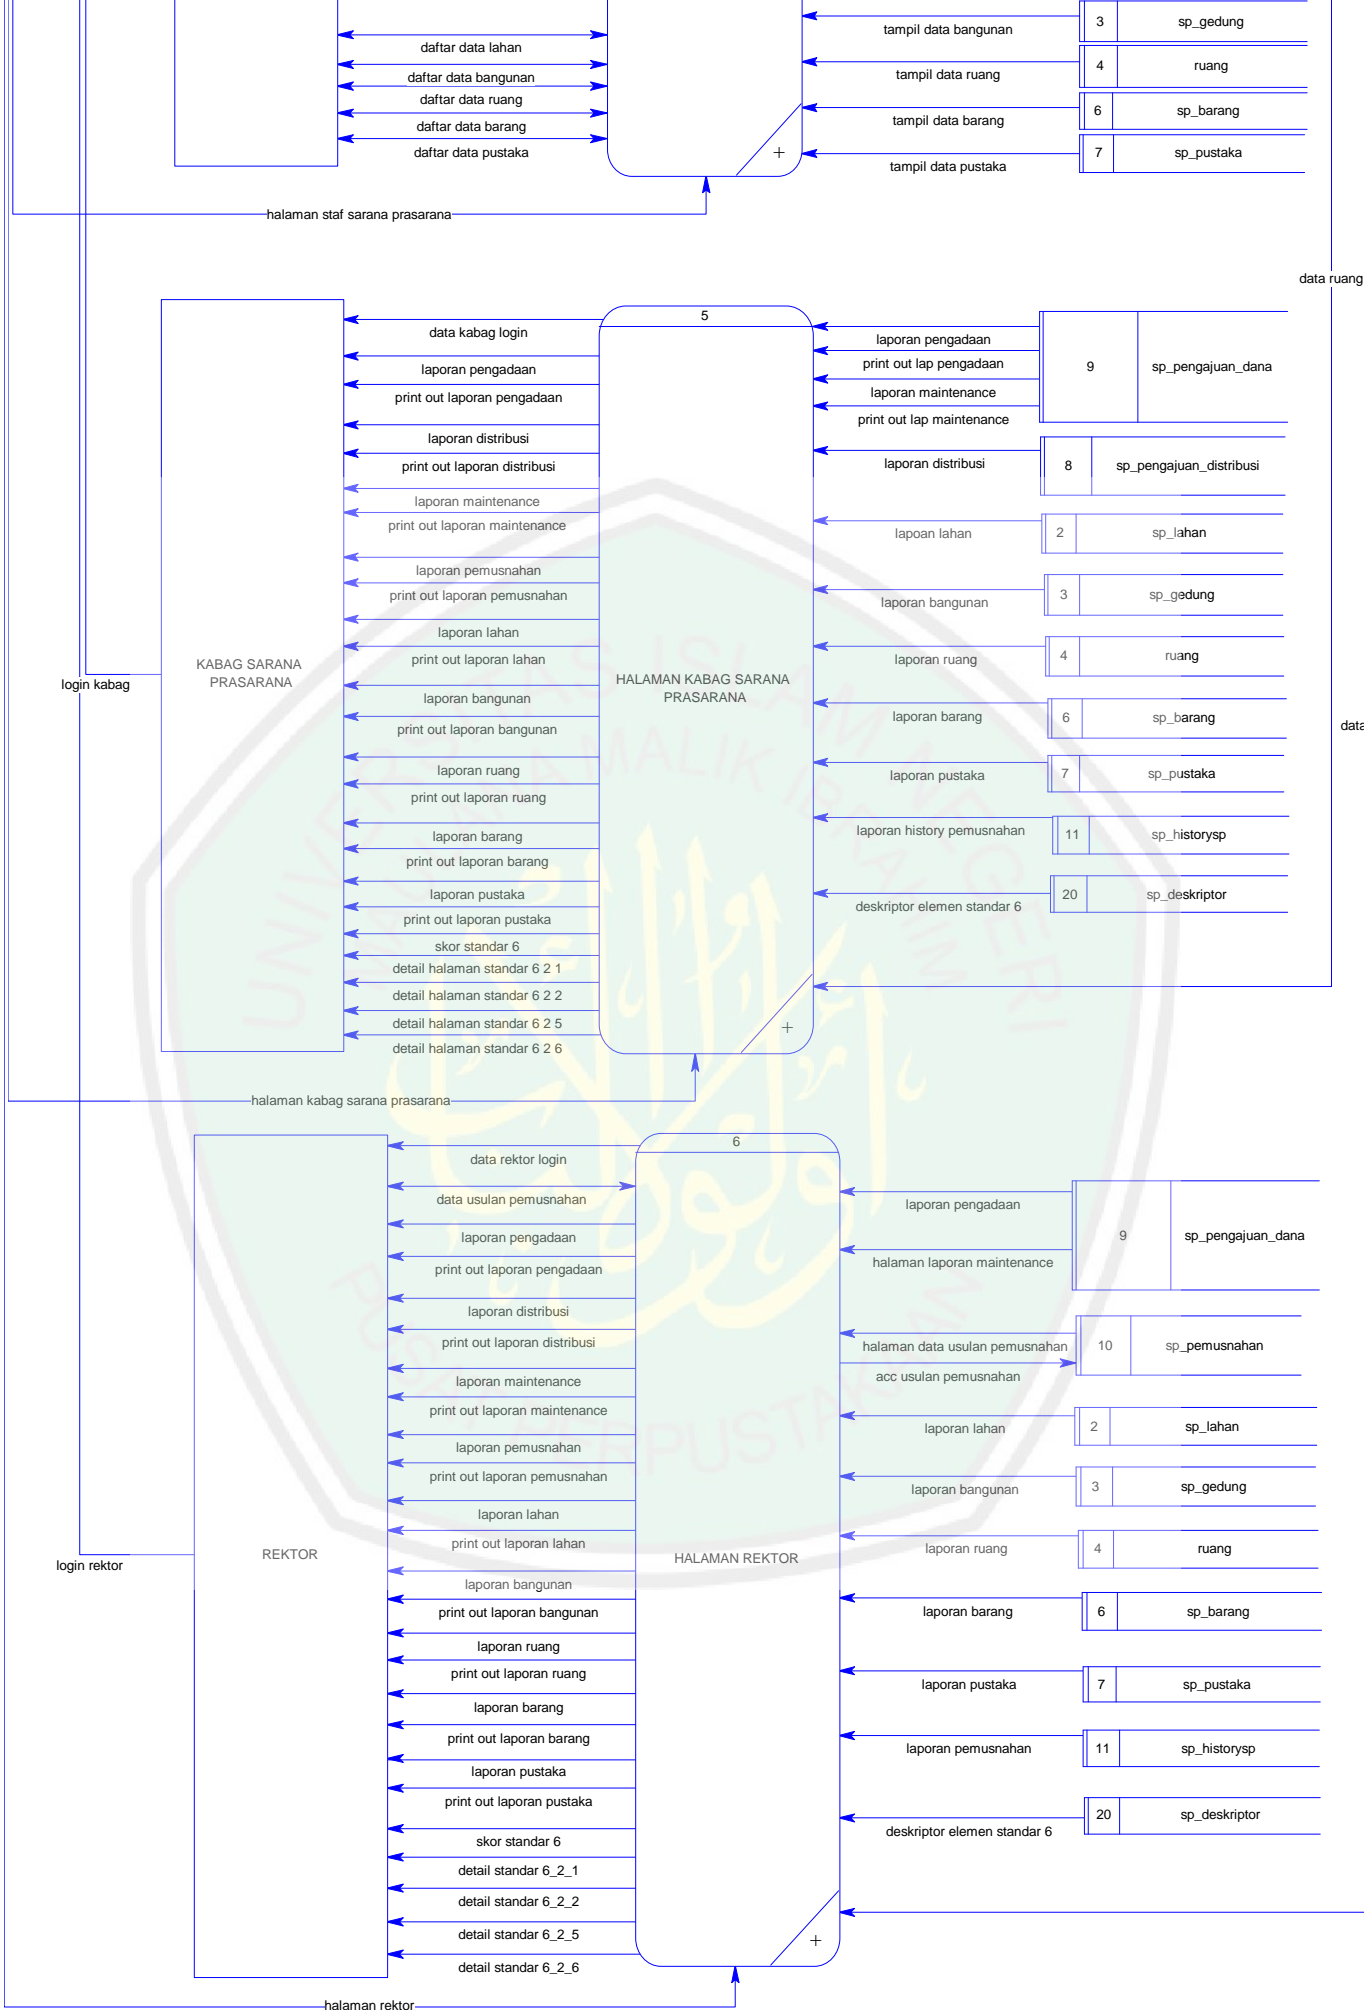 daftar data lahan
daftar data bangunan
daftar data ruang
daftar data barang
daftar data pustaka
+
tampil data bangunan
3 sp_gedung
tampil data ruang
4 ruang
tampil data barang
6 sp_barang
tampil data pustaka
7 sp_pustaka
halaman staf sarana prasarana
data ruang
KABAG SARANA
PRASARANA
login kabag
data kabag login
laporan pengadaan
print out laporan pengadaan
laporan distribusi
print out laporan distribusi
laporan maintenance
print out laporan maintenance
laporan pemusnahan
print out laporan pemusnahan
laporan lahan
print out laporan lahan
laporan bangunan
print out laporan bangunan
laporan ruang
print out laporan ruang
laporan barang
print out laporan barang
laporan pustaka
print out laporan pustaka
skor standar 6
detail halaman standar 6 2 1
detail halaman standar 6 2 2
detail halaman standar 6 2 5
detail halaman standar 6 2 6
5
HALAMAN KABAG SARANA
PRASARANA
+
laporan pengadaan
print out lap pengadaan
laporan maintenance
print out lap maintenance
9 sp_pengajuan_dana
laporan distribusi
8 sp_pengajuan_distribusi
lapoan lahan
2 sp_lahan
laporan bangunan
3 sp_gedung
laporan ruang
4 ruang
laporan barang
6 sp_barang
data
laporan pustaka
7 sp_pustaka
laporan history pemusnahan
11 sp_historysp
deskriptor elemen standar 6
20 sp_deskriptor
halaman kabag sarana prasarana
REKTOR
login rektor
data rektor login
data usulan pemusnahan
laporan pengadaan
print out laporan pengadaan
laporan distribusi
print out laporan distribusi
laporan maintenance
print out laporan maintenance
laporan pemusnahan
print out laporan pemusnahan
laporan lahan
print out laporan lahan
laporan bangunan
print out laporan bangunan
laporan ruang
print out laporan ruang
laporan barang
print out laporan barang
laporan pustaka
print out laporan pustaka
skor standar 6
detail standar 6_2_1
detail standar 6_2_2
detail standar 6_2_5
detail standar 6_2_6
6
HALAMAN REKTOR
+
laporan pengadaan
halaman laporan maintenance
9 sp_pengajuan_dana
halaman data usulan pemusnahan
acc usulan pemusnahan
10 sp_pemusnahan
laporan lahan
2 sp_lahan
laporan bangunan
3 sp_gedung
laporan ruang
4 ruang
laporan barang
6 sp_barang
laporan pustaka
7 sp_pustaka
laporan pemusnahan
11 sp_historysp
deskriptor elemen standar 6
20 sp_deskriptor
halaman rektor
UNIVERSITAS ISLAM NEGERI
MAULANA MALIK IBRAHIM
PUSAT PERPUSTAKAAN